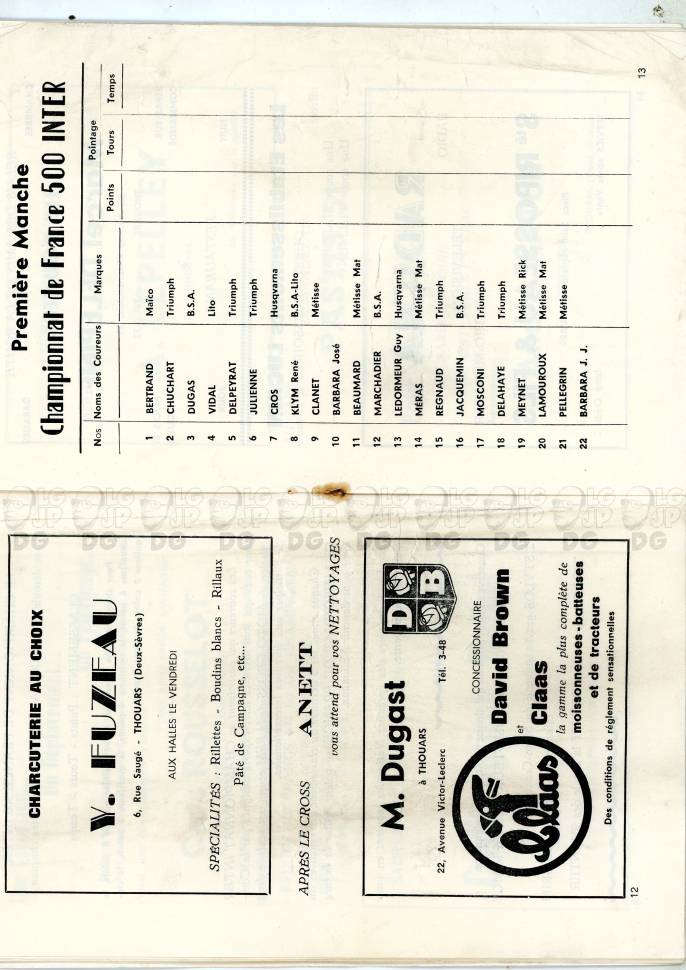 CHARCUTERIE AU CHOIX
Y. FUZEAU
6, Rue Saugé - THOUARS (Deux-Sèvres)
AUX HALLES LE VENDREDI
SPÉCIALITÉS : Rillettes - Boudins blancs - Rillaux
Pâté de Campagne, etc...
APRÈS LE CROSS ANETT
vous attend pour vos NETTOYAGES
M. Dugast
à THOUARS
22, Avenue Victor-Leclerc Tél. 3-48
DB
CONCESSIONNAIRE
David Brown
et
Claas
Claas
la gamme la plus complète de
moissonneuses-batteuses
et de tracteurs
Des conditions de réglement sensationnelles
12
Première Manche
Championnat de France 500 INTER
Nos Noms des Coureurs Marques Pointage
Points Tours Temps
1 BERTRAND Maïco
2 CHUCHART Triumph
3 DUGAS B.S.A.
4 VIDAL Lito
5 DELPEYRAT Triumph
6 JULIENNE Triumph
7 CROS Husqvarna
8 KLYM René B.S.A-Lito
9 CLANET Métisse
10 BARBARA José
11 BEAUMARD Métisse Mat
12 MARCHADIER B.S.A.
13 LEDORMEUR Guy Husqvarna
14 MÉRAS Métisse Mat
15 REGNAUD Triumph
16 JACQUEMIN B.S.A.
17 MOSCONI Triumph
18 DELAHAYE Triumph
19 MEYNET Métisse Rick
20 LAMOUROUX Métisse Mat
21 PELLEGRIN Métisse
22 BARBARA J. J.
13